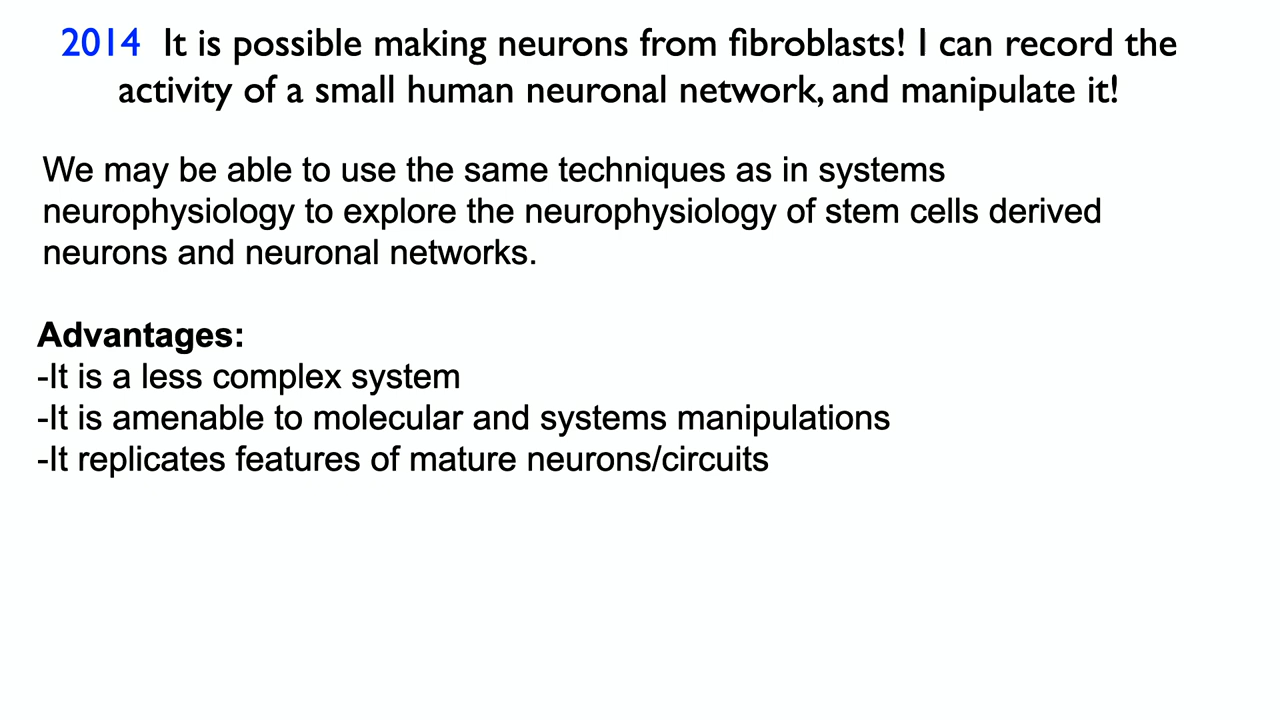 2014 It is possible making neurons from fibroblasts! I can record the
activity of a small human neuronal network, and manipulate it!
We may be able to use the same techniques as in systems
neurophysiology to explore the neurophysiology of stem cells derived
neurons and neuronal networks.
Advantages:
-It is a less complex system
-It is amenable to molecular and systems manipulations
-It replicates features of mature neurons/circuits